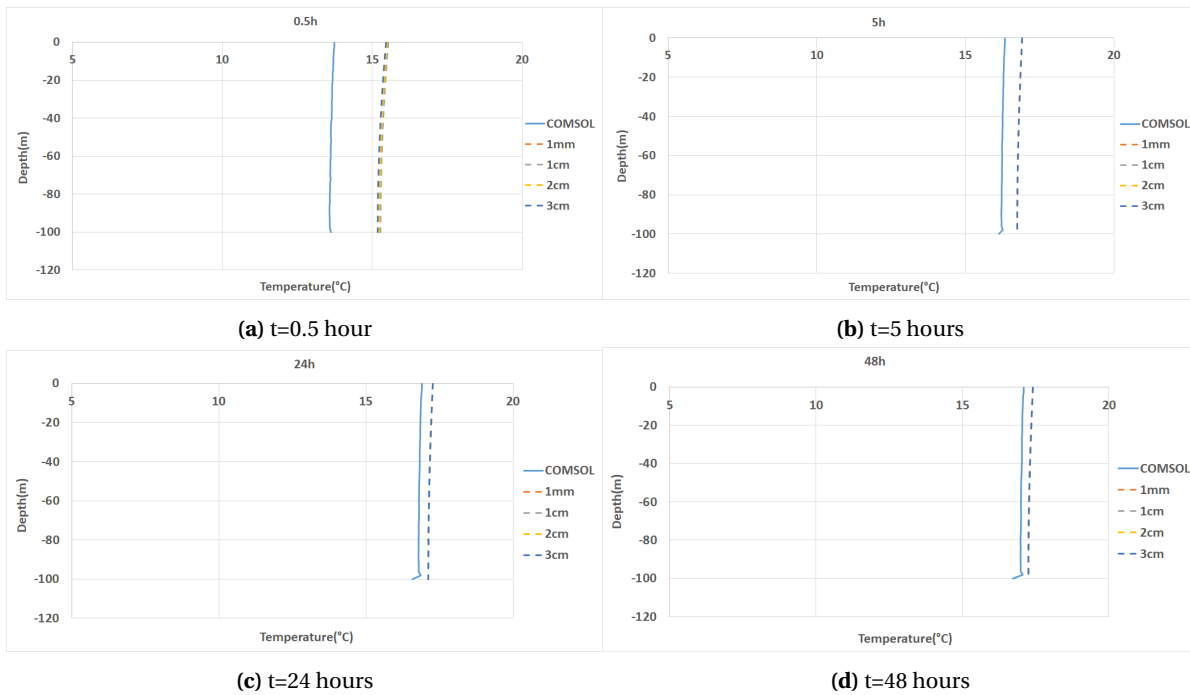 0.5h
0
5
10
15
20
-20
-40
-60
-80
-100
-120
Depth(m)
Temperature(°C)
COMSOL
1mm
1cm
2cm
3cm
(a) t=0.5 hour
5h
0
5
10
15
20
-20
-40
-60
-80
-100
-120
Depth(m)
Temperature(°C)
COMSOL
1mm
1cm
2cm
3cm
(b) t=5 hours
24h
0
5
10
15
20
-20
-40
-60
-80
-100
-120
Depth(m)
Temperature(°C)
COMSOL
1mm
1cm
2cm
3cm
(c) t=24 hours
48h
0
5
10
15
20
-20
-40
-60
-80
-100
-120
Depth(m)
Temperature(°C)
COMSOL
1mm
1cm
2cm
3cm
(d) t=48 hours